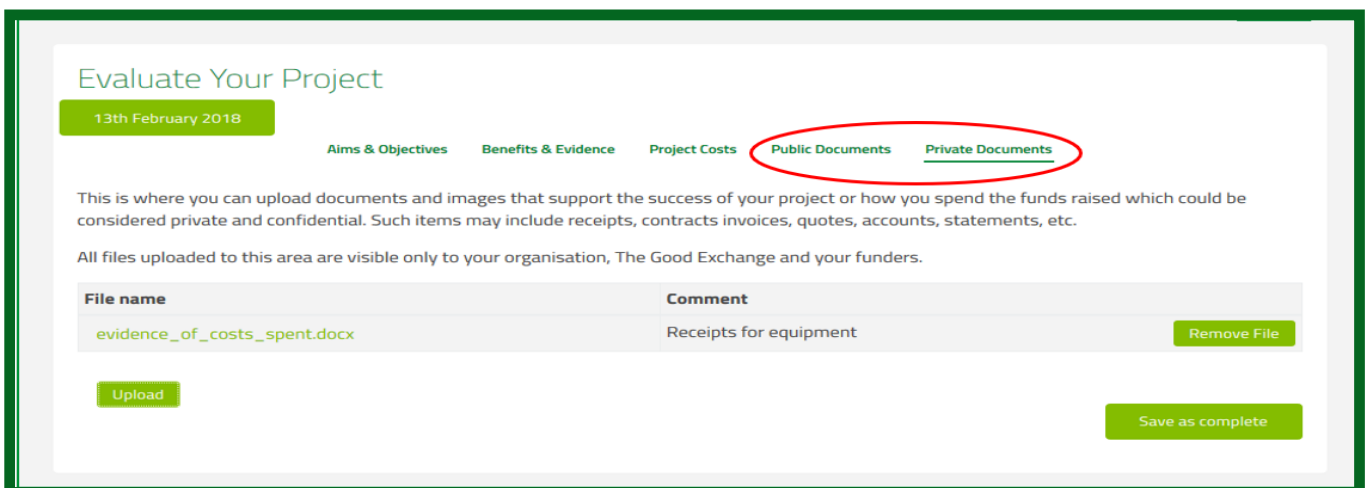 Evaluate Your Project
13th February 2018
Aims & Objectives Benefits & Evidence Project Costs Public Documents Private Documents
This is where you can upload documents and images that support the success of your project or how you spend the funds raised which could be
considered private and confidential. Such items may include receipts, contracts invoices, quotes, accounts, statements, etc.
All files uploaded to this area are visible only to your organisation, The Good Exchange and your funders.
File name Comment
evidence_of_costs_spent.docx Receipts for equipment Remove File
Upload
Save as complete